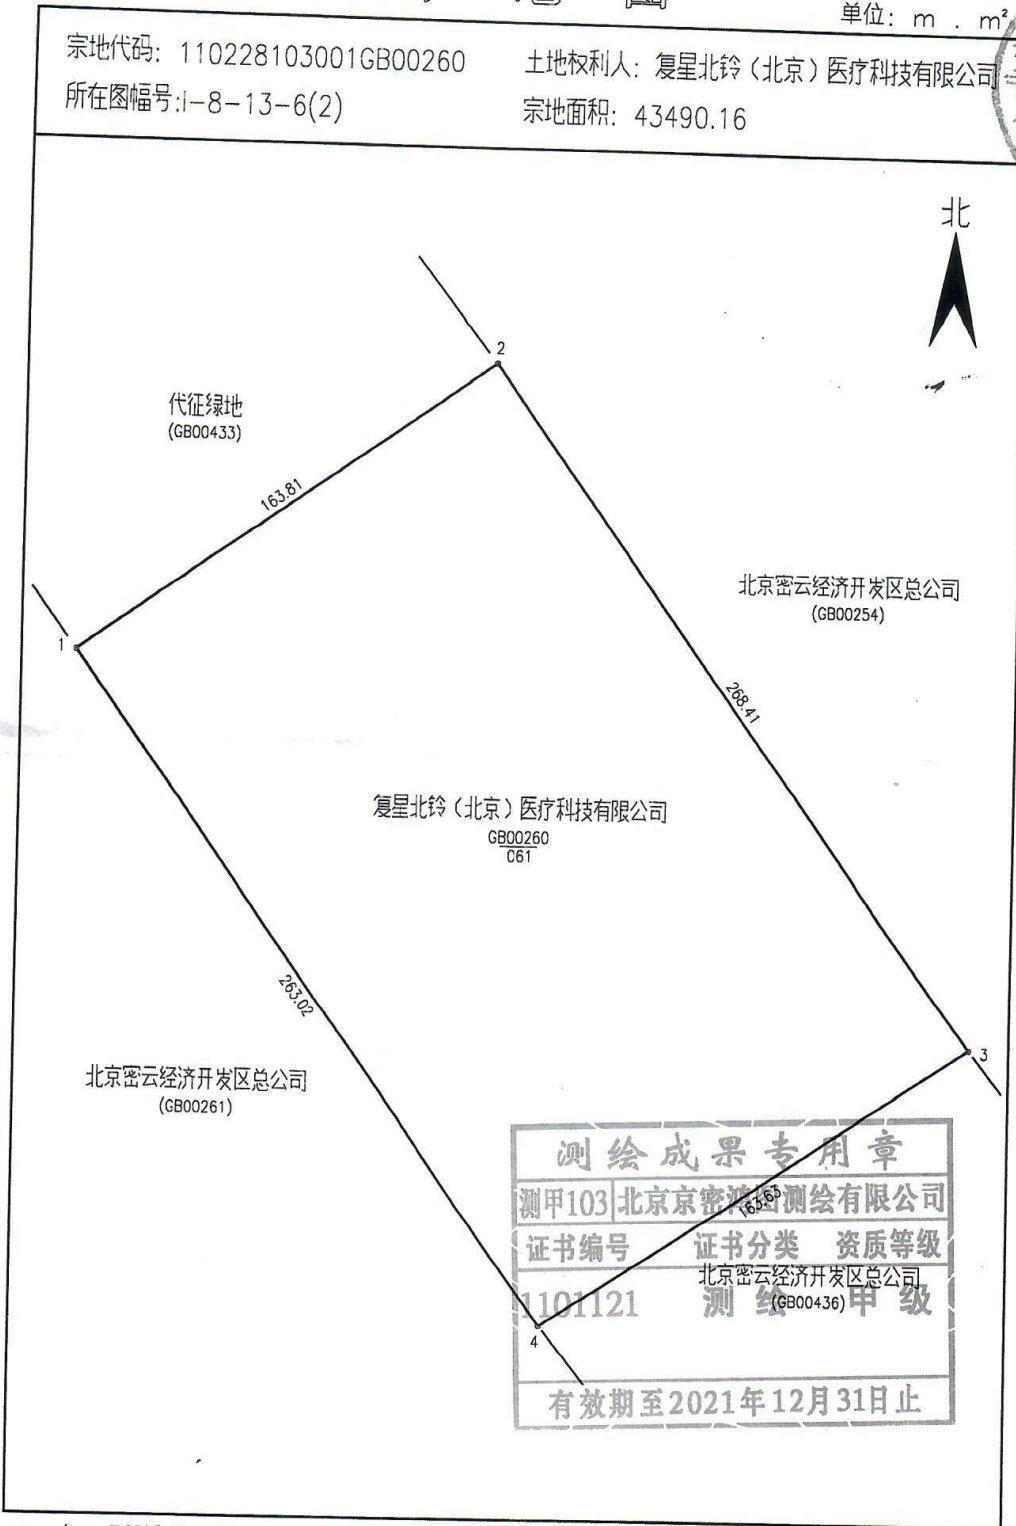 单位: m . m²
宗地代码: 110228103001GB00260
土地权利人: 复星北铃（北京）医疗科技有限公司
所在图幅号:I-8-13-6(2)
宗地面积: 43490.16
北
2
代征绿地
(GB00433)
163.81
北京密云经济开发区总公司
(GB00254)
1
268.41
复星北铃（北京）医疗科技有限公司
GB00260
061
263.02
3
北京密云经济开发区总公司
(GB00261)
测绘成果专用章
测甲103 北京京密鸿图测绘有限公司
163.63
证书编号 证书分类 资质等级
北京密云经济开发区总公司
(GB00436)
1101121 测绘 甲级
4
有效期至2021年12月31日止